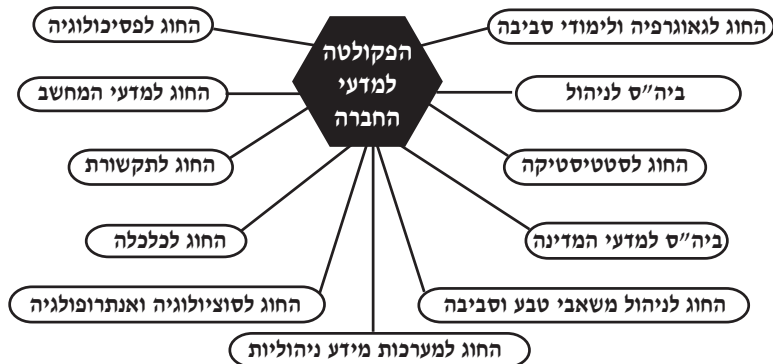 הפקולטה
למדעי
החברה
החוג לגאוגרפיה ולימודי סביבה
החוג לפסיכולוגיה
ביה"ס לניהול
החוג למדעי המחשב
החוג לסטטיסטיקה
החוג לתקשורת
ביה"ס למדעי המדינה
החוג לכלכלה
החוג לניהול משאבי טבע וסביבה
החוג לסוציולוגיה ואנתרופולגיה
החוג למערכות מידע ניהוליות